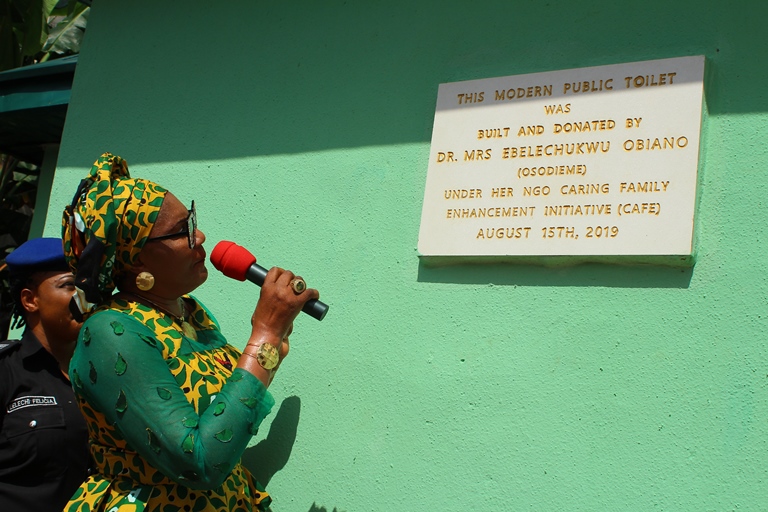 THIS MODERN PUBLIC TOILET
WAS
BUILT AND DONATED BY
DR. MRS EBELECHUKWU OBIANO
(OSODIEME)
UNDER HER NGO CARING FAMILY
ENHANCEMENT INITIATIVE (CAFE)
AUGUST 15TH, 2019
FELICIA